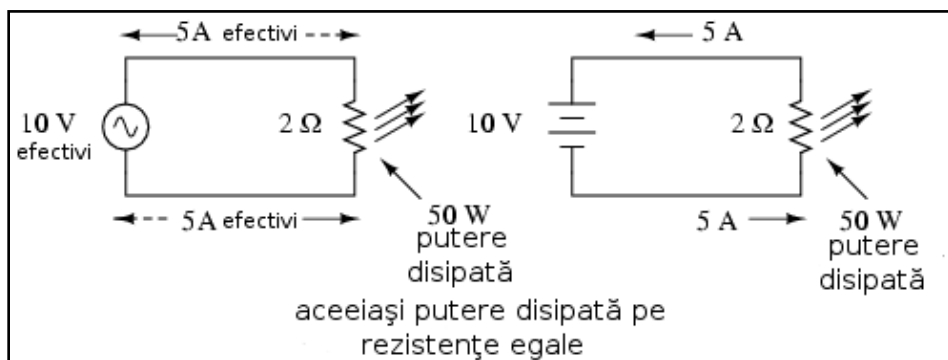 5A efectivi
10 V
efectivi
2 Ω
5A efectivi
50 W
putere
disipată
5 A
10 V
2 Ω
5 A
50 W
putere
disipată
aceeiaşi putere disipată pe
rezistenţe egale